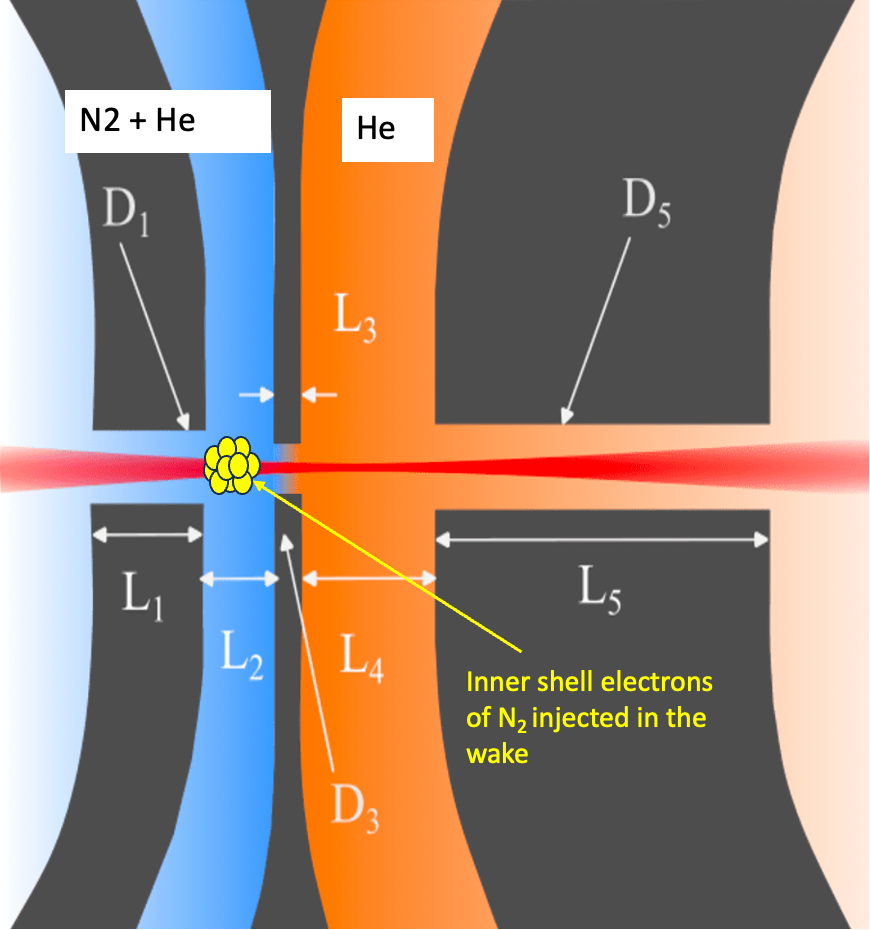 N2 + He
He
D₁
D₅
L₃
L₁
L₅
L₂
L₄
Inner shell electrons
of N₂ injected in the
wake
D₃